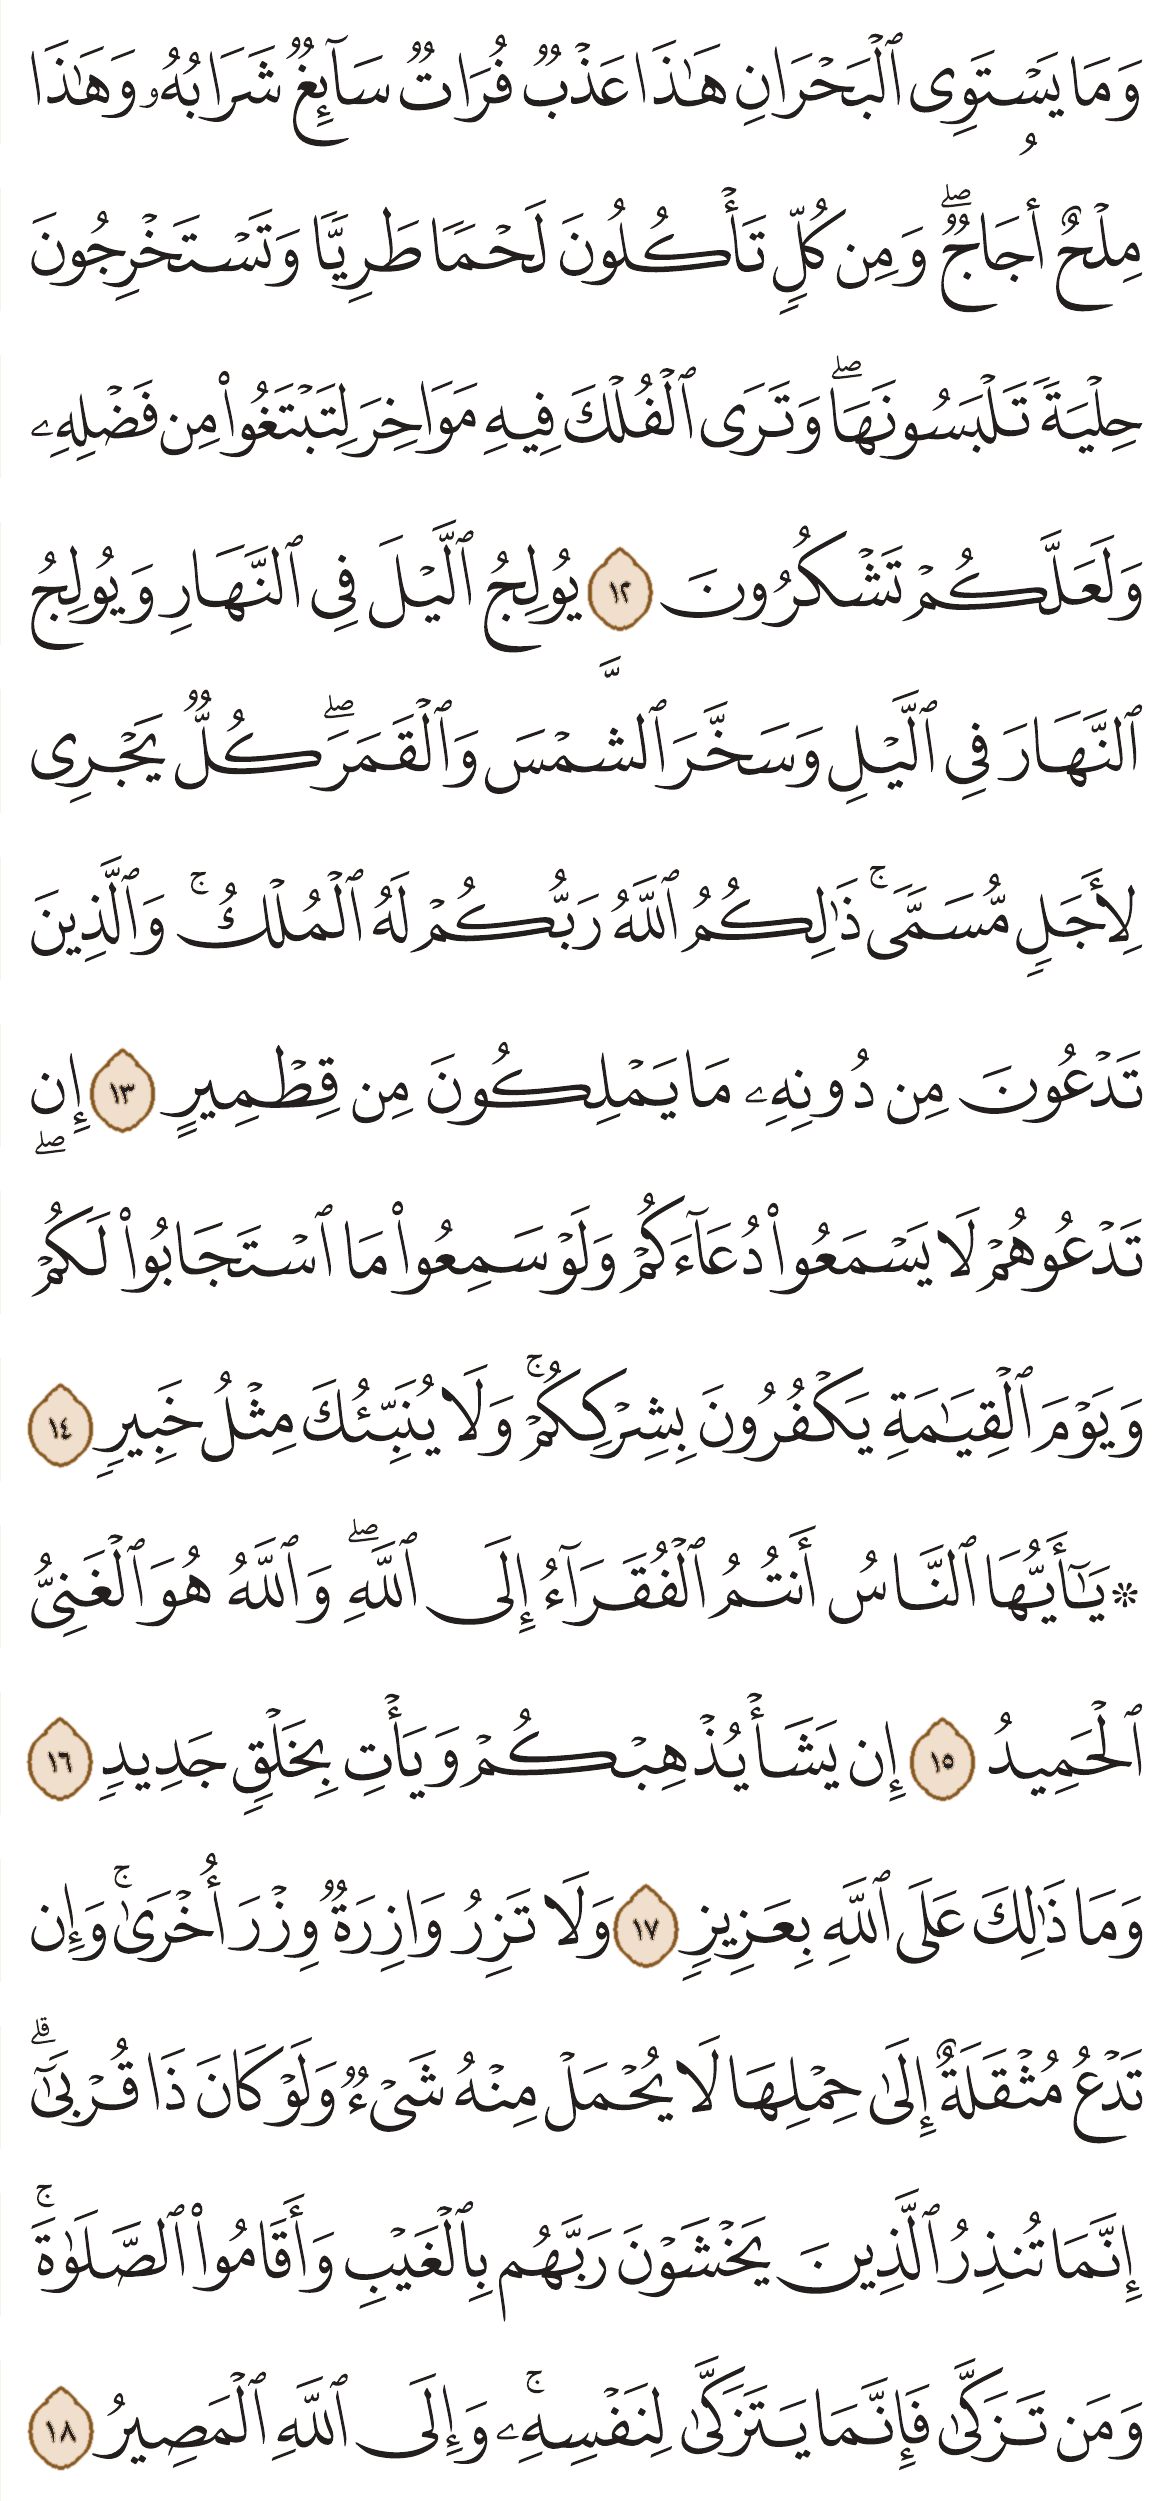 وَمَا يَسْتَوِى ٱلْبَحْرَانِ هَـٰذَا عَذْبٌ فُرَاتٌ سَآئِغٌ شَرَابُهُۥ وَهَـٰذَا
مِلْحٌ أُجَاجٌ ۖ وَمِن كُلٍّ تَأْكُلُونَ لَحْمًا طَرِيًّا وَتَسْتَخْرِجُونَ
حِلْيَةً تَلْبَسُونَهَا ۖ وَتَرَى ٱلْفُلْكَ فِيهِ مَوَاخِرَ لِتَبْتَغُوا۟ مِن فَضْلِهِۦ
وَلَعَلَّكُمْ تَشْكُرُونَ ١٢ يُولِجُ ٱلَّيْلَ فِى ٱلنَّهَارِ وَيُولِجُ
ٱلنَّهَارَ فِى ٱلَّيْلِ وَسَخَّرَ ٱلشَّمْسَ وَٱلْقَمَرَ ۖ كُلٌّ يَجْرِى
لِأَجَلٍ مُّسَمًّى ۚ ذَٰلِكُمُ ٱللَّهُ رَبُّكُمْ لَهُ ٱلْمُلْكُ ۚ وَٱلَّذِينَ
تَدْعُونَ مِن دُونِهِۦ مَا يَمْلِكُونَ مِن قِطْمِيرٍ ١٣ إِن
تَدْعُوهُمْ لَا يَسْمَعُوا۟ دُعَآءَكُمْ وَلَوْ سَمِعُوا۟ مَا ٱسْتَجَابُوا۟ لَكُمْ ۖ
وَيَوْمَ ٱلْقِيَـٰمَةِ يَكْفُرُونَ بِشِرْكِكُمْ ۚ وَلَا يُنَبِّئُكَ مِثْلُ خَبِيرٍ ١٤
۞ يَـٰٓأَيُّهَا ٱلنَّاسُ أَنتُمُ ٱلْفُقَرَآءُ إِلَى ٱللَّهِ ۖ وَٱللَّهُ هُوَ ٱلْغَنِىُّ
ٱلْحَمِيدُ ١٥ إِن يَشَأْ يُذْهِبْكُمْ وَيَأْتِ بِخَلْقٍ جَدِيدٍ ١٦
وَمَا ذَٰلِكَ عَلَى ٱللَّهِ بِعَزِيزٍ ١٧ وَلَا تَزِرُ وَازِرَةٌ وِزْرَ أُخْرَىٰ ۚ وَإِن
تَدْعُ مُثْقَلَةٌ إِلَىٰ حِمْلِهَا لَا يُحْمَلْ مِنْهُ شَىْءٌ وَلَوْ كَانَ ذَا قُرْبَىٰٓ ۗ
إِنَّمَا تُنذِرُ ٱلَّذِينَ يَخْشَوْنَ رَبَّهُم بِٱلْغَيْبِ وَأَقَامُوا۟ ٱلصَّلَوٰةَ ۚ
وَمَن تَزَكَّىٰ فَإِنَّمَا يَتَزَكَّىٰ لِنَفْسِهِۦ ۚ وَإِلَى ٱللَّهِ ٱلْمَصِيرُ ١٨